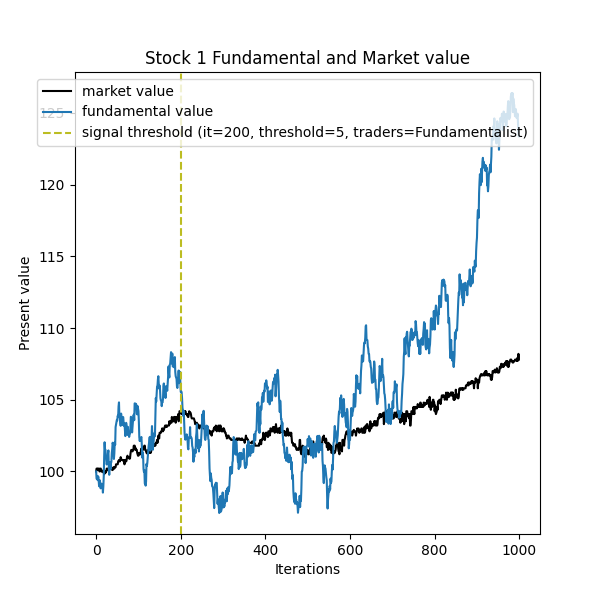 Stock 1 Fundamental and Market value
market value
fundamental value
signal threshold (it=200, threshold=5, traders=Fundamentalist)
125
120
115
110
105
100
Present value
0 200 400 600 800 1000
Iterations